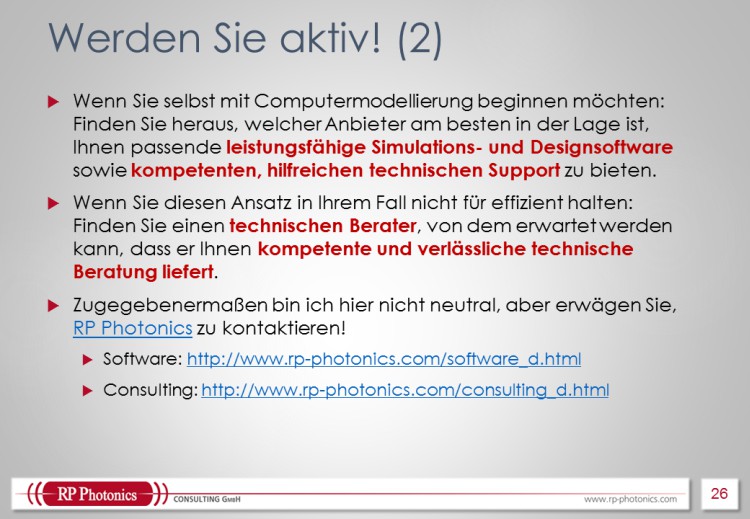 Werden Sie aktiv! (2)
Wenn Sie selbst mit Computermodellierung beginnen möchten:
Finden Sie heraus, welcher Anbieter am besten in der Lage ist,
Ihnen passende leistungsfähige Simulations- und Designsoftware
sowie kompetenten, hilfreichen technischen Support zu bieten.
Wenn Sie diesen Ansatz in Ihrem Fall nicht für effizient halten:
Finden Sie einen technischen Berater, von dem erwartet werden
kann, dass er Ihnen kompetente und verlässliche technische
Beratung liefert.
Zugegebenermaßen bin ich hier nicht neutral, aber erwägen Sie,
RP Photonics zu kontaktieren!
Software: http://www.rp-photonics.com/software_d.html
Consulting: http://www.rp-photonics.com/consulting_d.html
RP Photonics CONSULTING GmbH www.rp-photonics.com 26